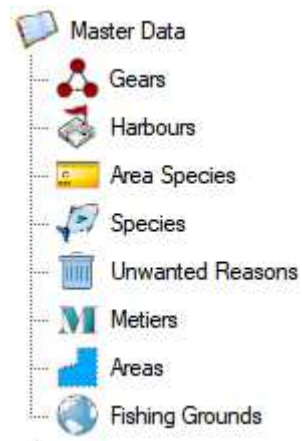 Master Data
Gears
Harbours
Area Species
Species
Unwanted Reasons
Metiers
Areas
Fishing Grounds